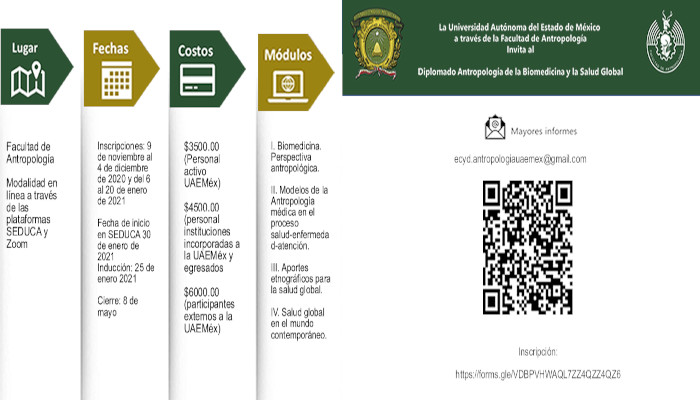 Lugar
Facultad de
Antropología
Modalidad en
línea a través
de las
plataformas
SEDUCA y
Zoom
Fechas
Inscripciones: 9
de noviembre al
4 de diciembre
de 2020 y del 6
al 20 de enero
de 2021
Fecha de inicio
en SEDUCA 30
de enero de
2021
Inducción: 25 de
enero 2021
Cierre: 8 de
mayo
Costos
$3500.00
(Personal
activo
UAEMéx)
$4500.00
(personal
instituciones
incorporadas a
la UAEMéx y
egresados
$6000.00
(participantes
externos a la
UAEMéx)
Módulos
I. Biomedicina.
Perspectiva
antropológica.
II. Modelos de la
Antropología
médica en el
proceso
salud-enfermeda
d-atención.
III. Aportes
etnográficos para
la salud global.
IV. Salud global
en el mundo
contemporáneo.
La Universidad Autónoma del Estado de México
a través de la Facultad de Antropología
Invita al
Diplomado Antropología de la Biomedicina y la Salud Global
Mayores informes
ecyd.antropologiauaemex@gmail.com
Inscripción:
https://forms.gle/VDBPVHWAQL7ZZ4QZZ4QZ6